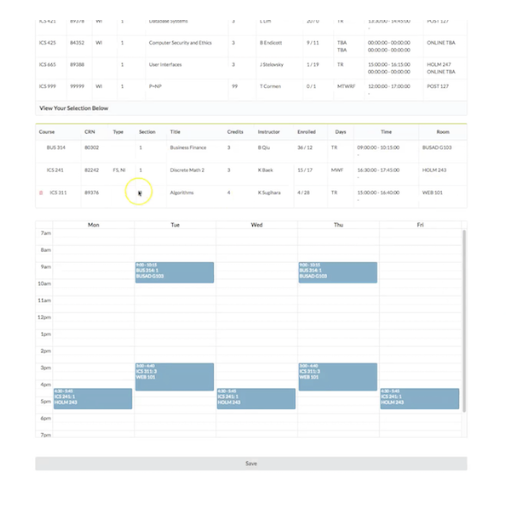 ICS 421 89376 WI 1 Database Systems 3 L Lim 20 / 0 TR 13:30:00 - 14:45:00 POST 127
-
ICS 425 84352 WI 1 Computer Security and Ethics 3 B Endicott 9 / 11 TBA 00:00:00 - 00:00:00 ONLINE TBA
TBA 00:00:00 - 00:00:00
ICS 665 89388 1 User Interfaces 3 J Stelovsky 1 / 19 TR 15:00:00 - 16:15:00 HOLM 247
00:00:00 - 00:00:00 ONLINE TBA
ICS 999 99999 WI 1 P=NP 99 T Cormen 0 / 1 MTWRF 12:00:00 - 17:00:00 POST 127
-
View Your Selection Below
Course CRN Type Section Title Credits Instructor Enrolled Days Time Room
BUS 314 80302 1 Business Finance 3 B Qiu 36 / 12 TR 09:00:00 - 10:15:00 BUSAD D103
-
ICS 241 82042 FS, NI 1 Discrete Math 2 3 K Baek 15 / 17 MWF 16:30:00 - 17:45:00 HOLM 243
ICS 311 89374 Algorithms 4 K Sugihara 4 / 28 TR 15:00:00 - 16:40:00 WEB 101
-
Mon Tue Wed Thu Fri
7am
8am
9am
9:00 - 10:15 9:00 - 10:15
BUS 314: 1 BUS 314: 1
BUSAD D103 BUSAD D103
10am
11am
12pm
1pm
2pm
3pm
3:00 - 4:40 3:00 - 4:40
ICS 311: 2 ICS 311: 2
WEB 101 WEB 101
4pm
4:30 - 5:45 4:30 - 5:45 4:30 - 5:45
ICS 241: 1 ICS 241: 1 ICS 241: 1
5pm HOLM 243 HOLM 243 HOLM 243
6pm
7pm
Save